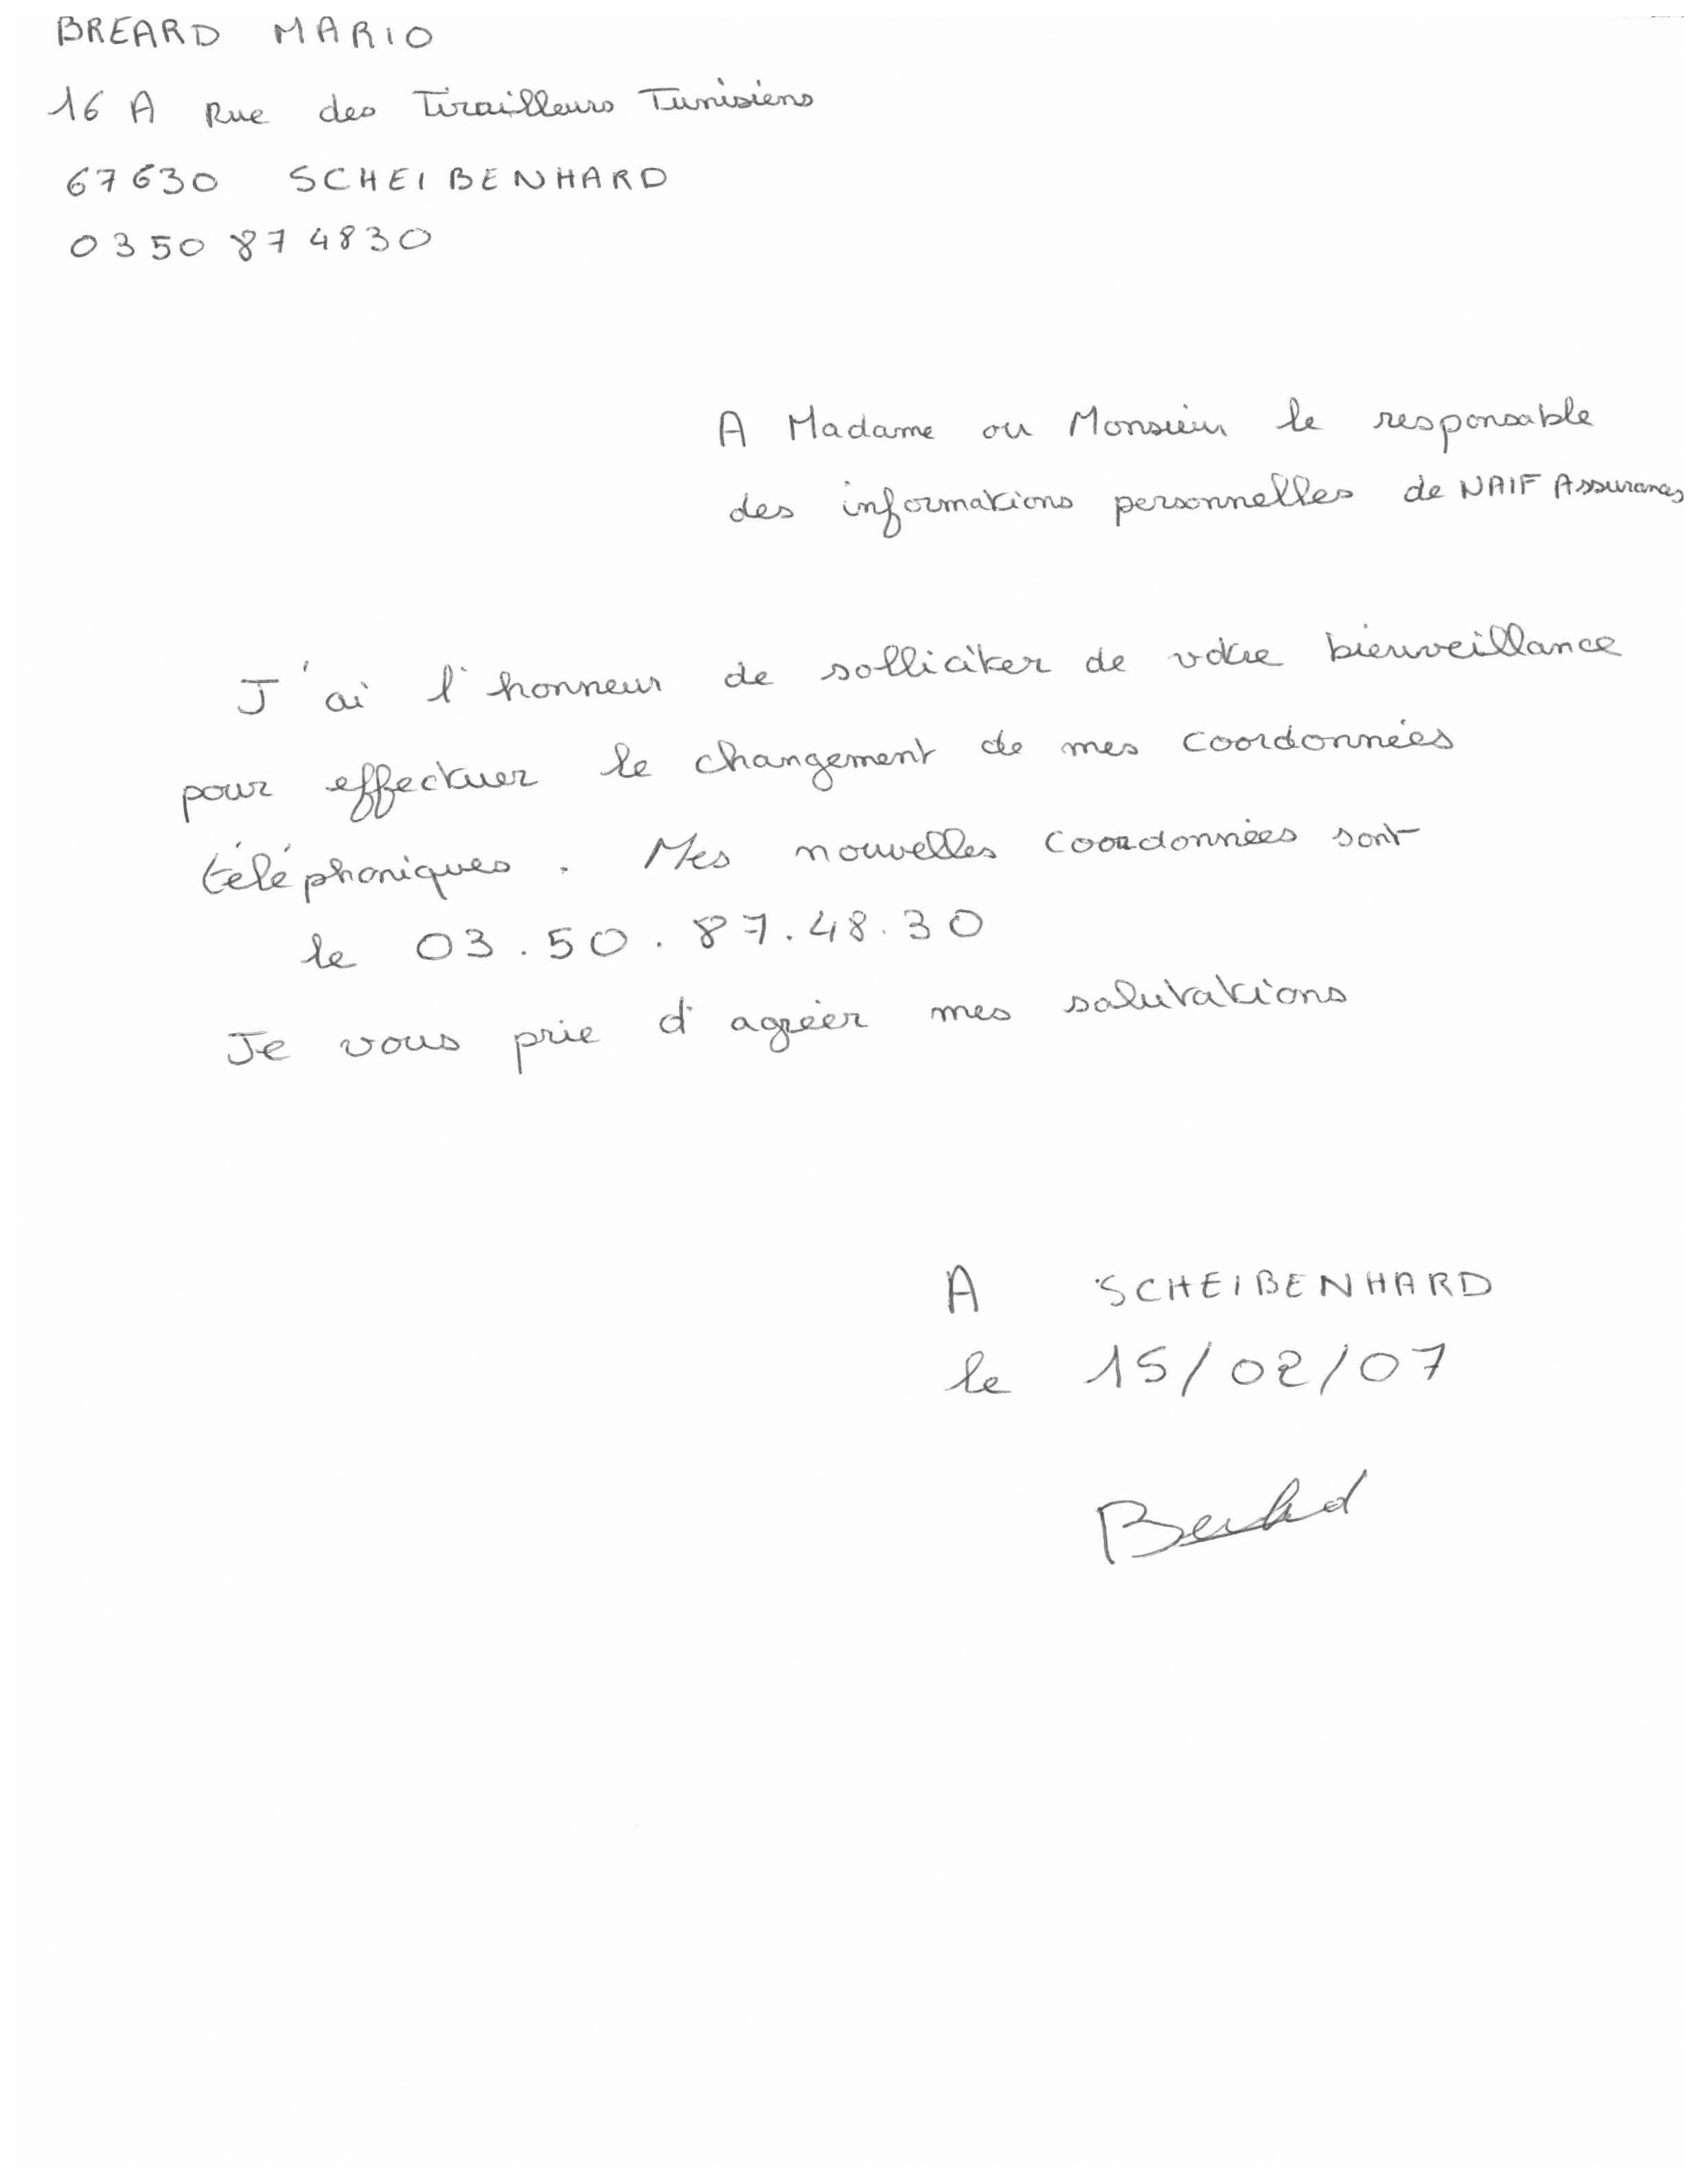 BREARD MARIO
16 A Rue des Tirailleurs Tunisiens
67630 SCHEIBENHARD
0350 874830
A Madame ou Monsieur le responsable
des informations personnelles de NAIF Assurances
J'ai l'honneur de solliciter de votre bienveillance
pour effectuer le changement de mes coordonnées
téléphoniques. Mes nouvelles coordonnées sont
le 03.50.87.48.30
Je vous prie d'agréer mes salutations
A SCHEIBENHARD
le 15/02/07